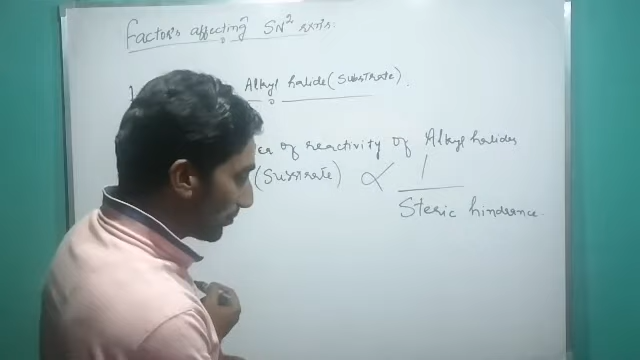 Factors affecting SN² rxns:
1 Alkyl halide (Substrate).
of reactivity of Alkyl halides
(Substrate) ∝ 1
Steric hindrance.